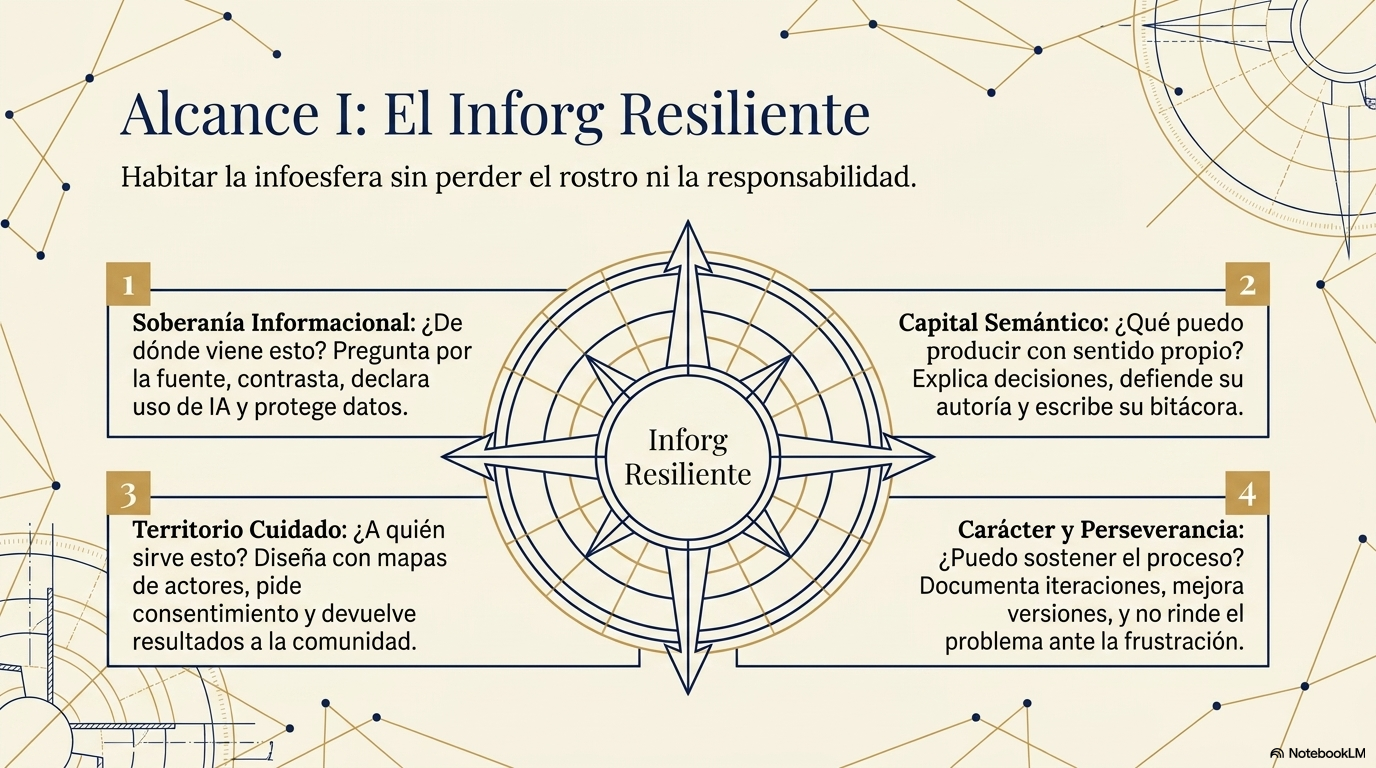 Alcance I: El Inforg Resiliente
Habitar la infoesfera sin perder el rostro ni la responsabilidad.
1
Soberanía Informacional: ¿De
dónde viene esto? Pregunta por
la fuente, contrasta, declara
uso de IA y protege datos.
2
Capital Semántico: ¿Qué puedo
producir con sentido propio?
Explica decisiones, defiende su
autoría y escribe su bitácora.
Inforg
Resiliente
3
Territorio Cuidado: ¿A quién
sirve esto? Diseña con mapas
de actores, pide
consentimiento y devuelve
resultados a la comunidad.
4
Carácter y Perseverancia:
¿Puedo sostener el proceso?
Documenta iteraciones, mejora
versiones, y no rinde el
problema ante la frustración.
NotebookLM